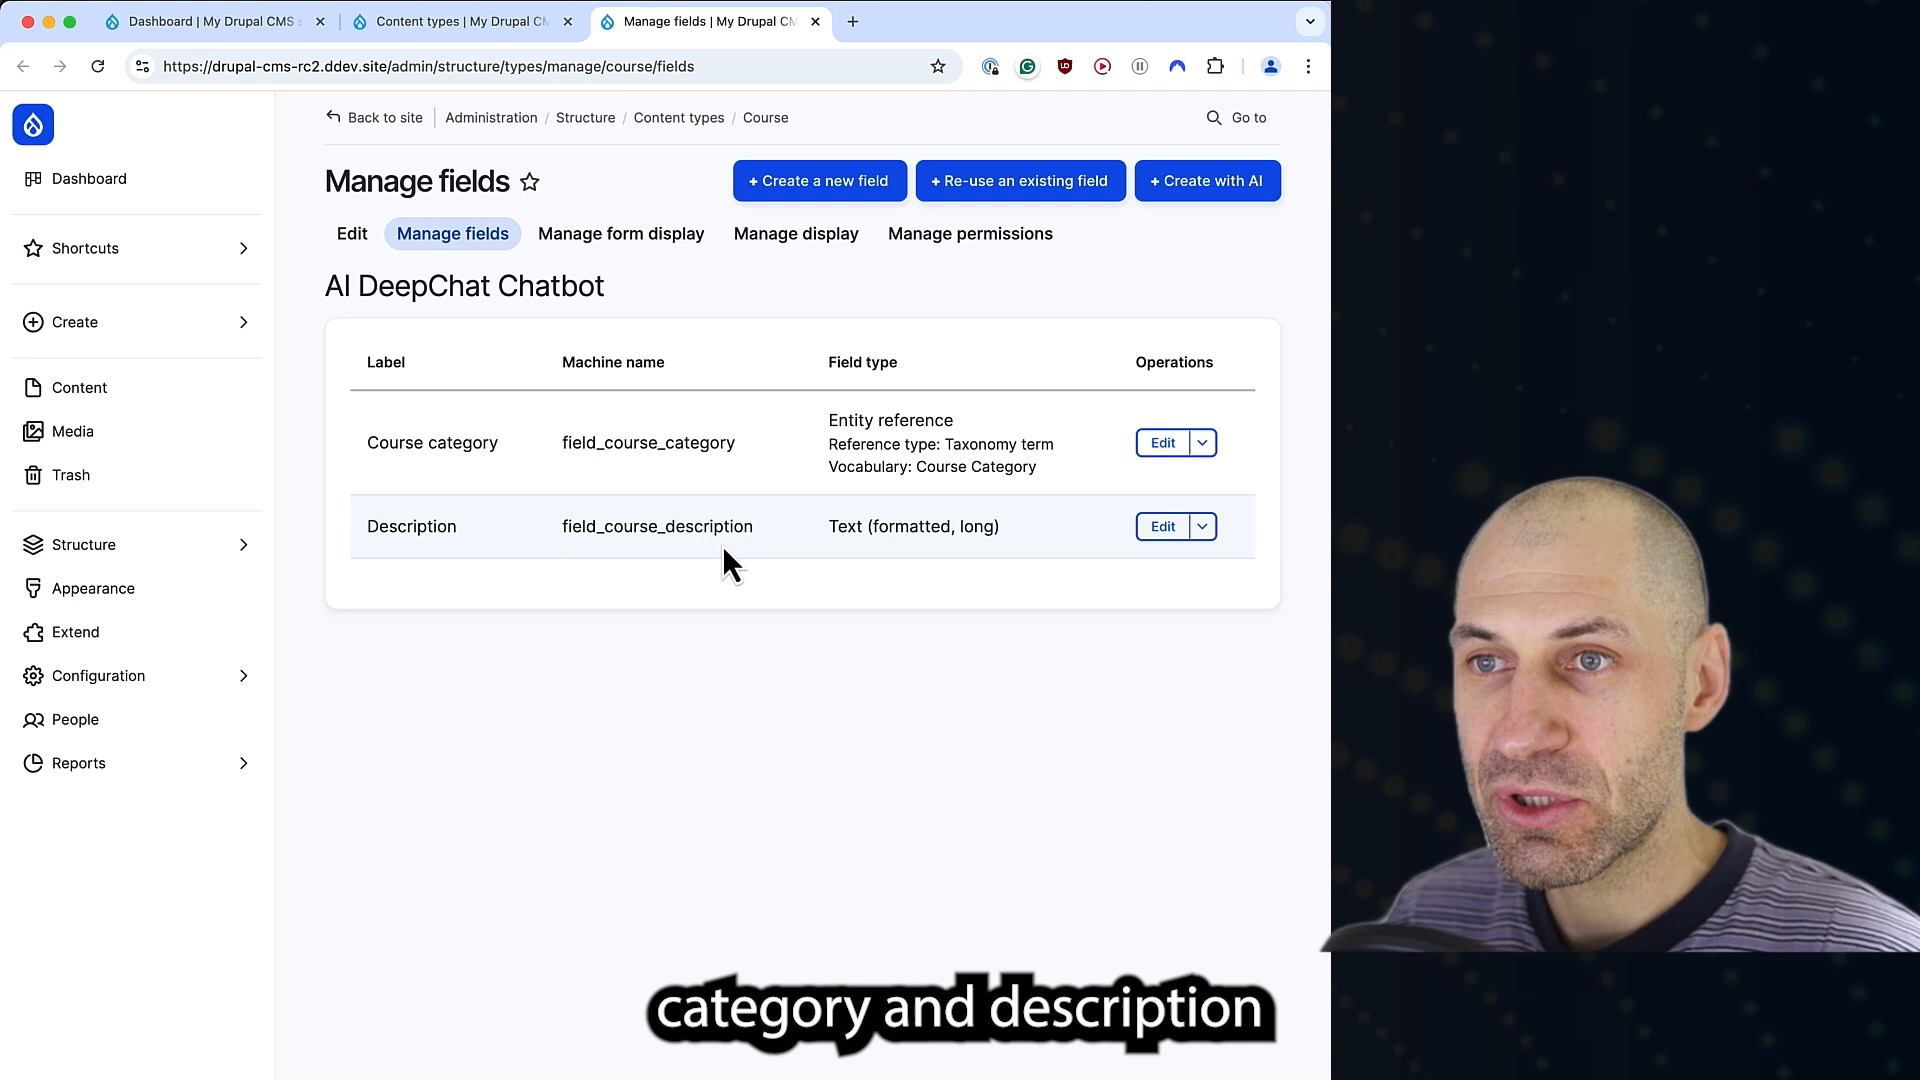 Dashboard | My Drupal CMS s
Content types | My Drupal CM
Manage fields | My Drupal CM
https://drupal-cms-rc2.ddev.site/admin/structure/types/manage/course/fields
Back to site
Administration / Structure / Content types / Course
Go to
Dashboard
Shortcuts
Create
Content
Media
Trash
Structure
Appearance
Extend
Configuration
People
Reports
Manage fields
+ Create a new field
+ Re-use an existing field
+ Create with AI
Edit
Manage fields
Manage form display
Manage display
Manage permissions
AI DeepChat Chatbot
Label
Machine name
Field type
Operations
Course category
field_course_category
Entity reference
Reference type: Taxonomy term
Vocabulary: Course Category
Edit
Description
field_course_description
Text (formatted, long)
Edit
category and description